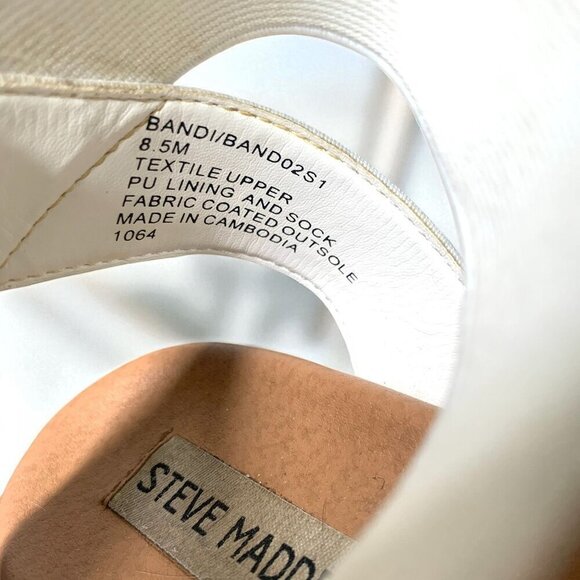 BANDI/BAND02S1
8.5M
TEXTILE UPPER
PU LINING AND SOCK
FABRIC COATED OUTSOLE
MADE IN CAMBODIA
1064
STEVE MADD